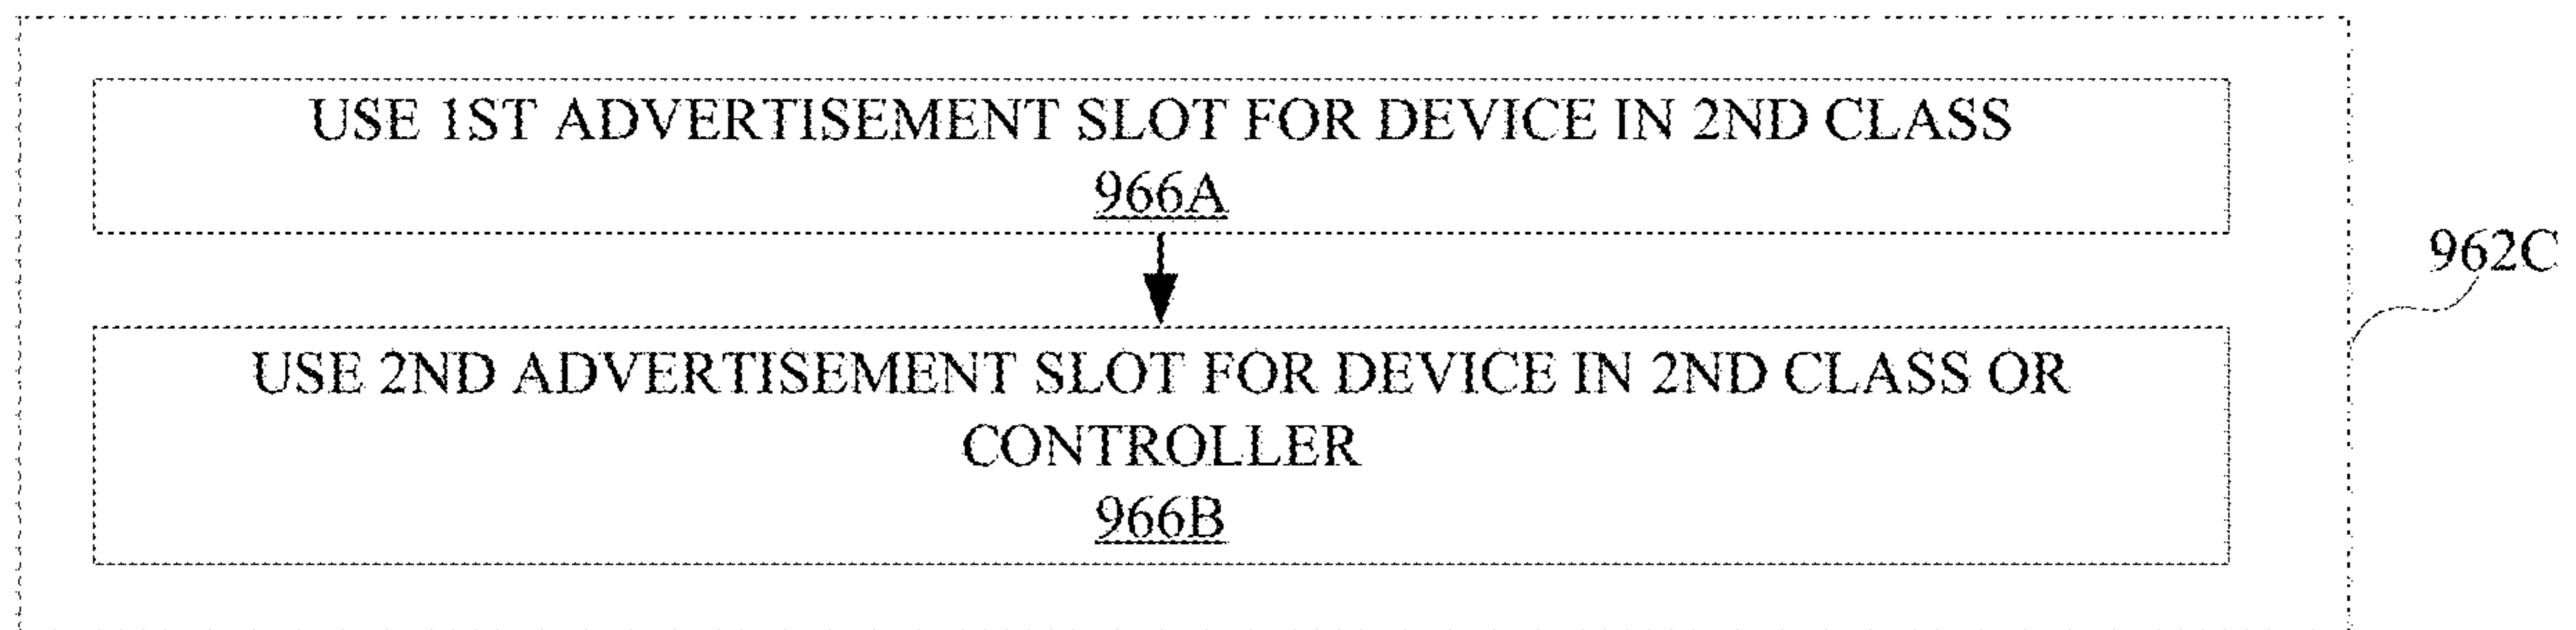 USE 1ST ADVERTISEMENT SLOT FOR DEVICE IN 2ND CLASS
966A
962C
USE 2ND ADVERTISEMENT SLOT FOR DEVICE IN 2ND CLASS OR
CONTROLLER
966B